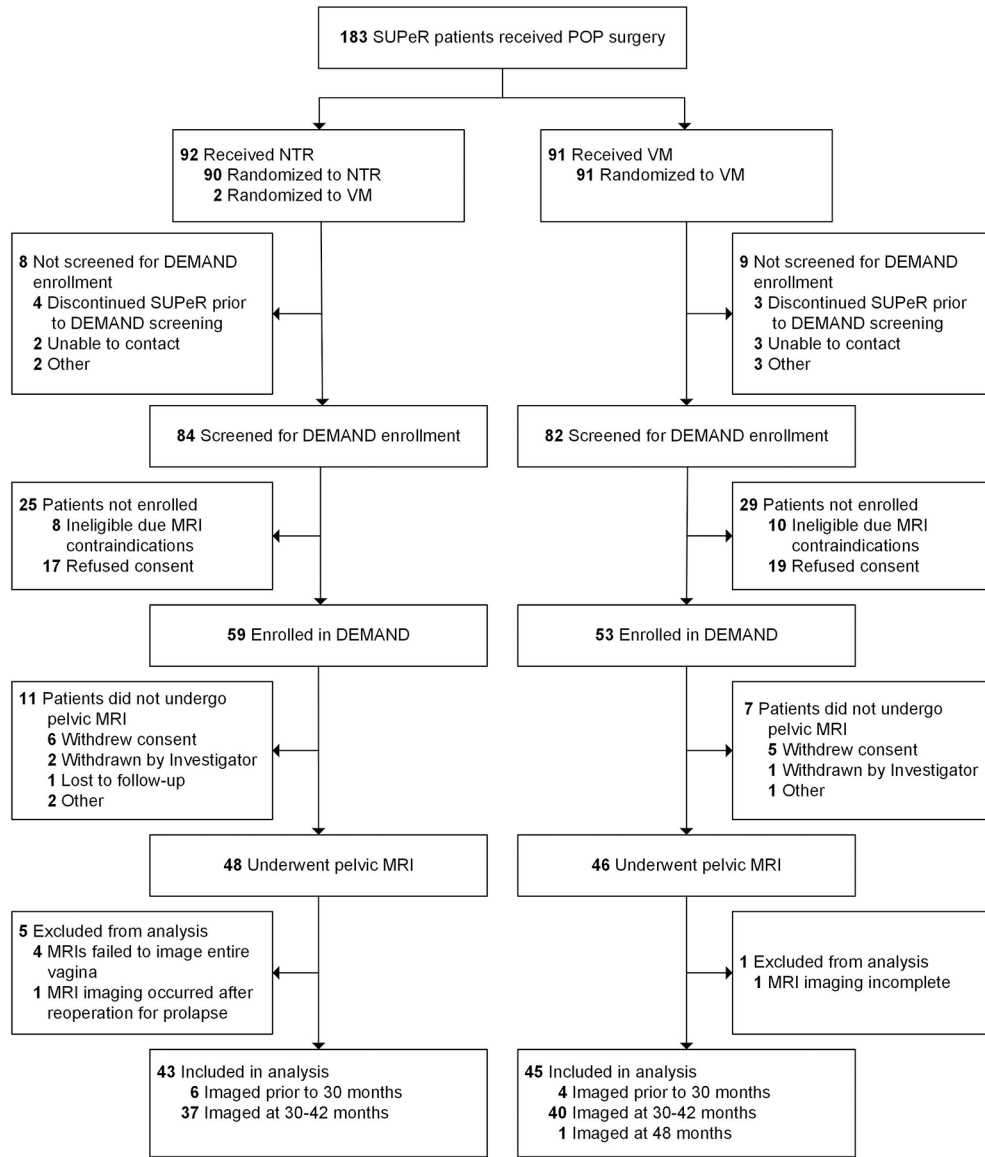 183 SUPeR patients received POP surgery
92 Received NTR
90 Randomized to NTR
2 Randomized to VM
91 Received VM
91 Randomized to VM
8 Not screened for DEMAND
enrollment
4 Discontinued SUPeR prior
to DEMAND screening
2 Unable to contact
2 Other
9 Not screened for DEMAND
enrollment
3 Discontinued SUPeR prior
to DEMAND screening
3 Unable to contact
3 Other
84 Screened for DEMAND enrollment
82 Screened for DEMAND enrollment
25 Patients not enrolled
8 Ineligible due MRI
contraindications
17 Refused consent
29 Patients not enrolled
10 Ineligible due MRI
contraindications
19 Refused consent
59 Enrolled in DEMAND
53 Enrolled in DEMAND
11 Patients did not undergo
pelvic MRI
6 Withdrew consent
2 Withdrawn by Investigator
1 Lost to follow-up
2 Other
7 Patients did not undergo
pelvic MRI
5 Withdrew consent
1 Withdrawn by Investigator
1 Other
48 Underwent pelvic MRI
46 Underwent pelvic MRI
5 Excluded from analysis
4 MRIs failed to image entire
vagina
1 MRI imaging occurred after
reoperation for prolapse
1 Excluded from analysis
1 MRI imaging incomplete
43 Included in analysis
6 Imaged prior to 30 months
37 Imaged at 30-42 months
45 Included in analysis
4 Imaged prior to 30 months
40 Imaged at 30-42 months
1 Imaged at 48 months